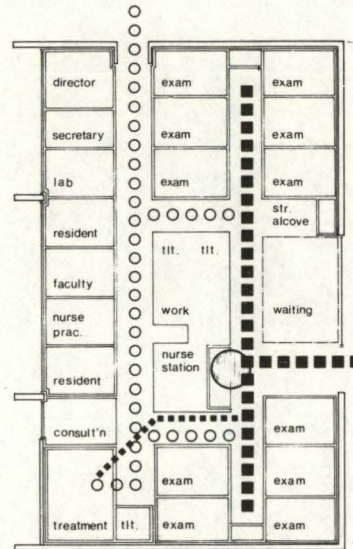 director
secretary
lab
resident
faculty
nurse
prac.
resident
consult'n
treatment
tlt.
exam
exam
exam
tlt. tlt.
work
nurse
station
exam
exam
exam
exam
exam
str.
alcove
waiting
exam
exam
exam